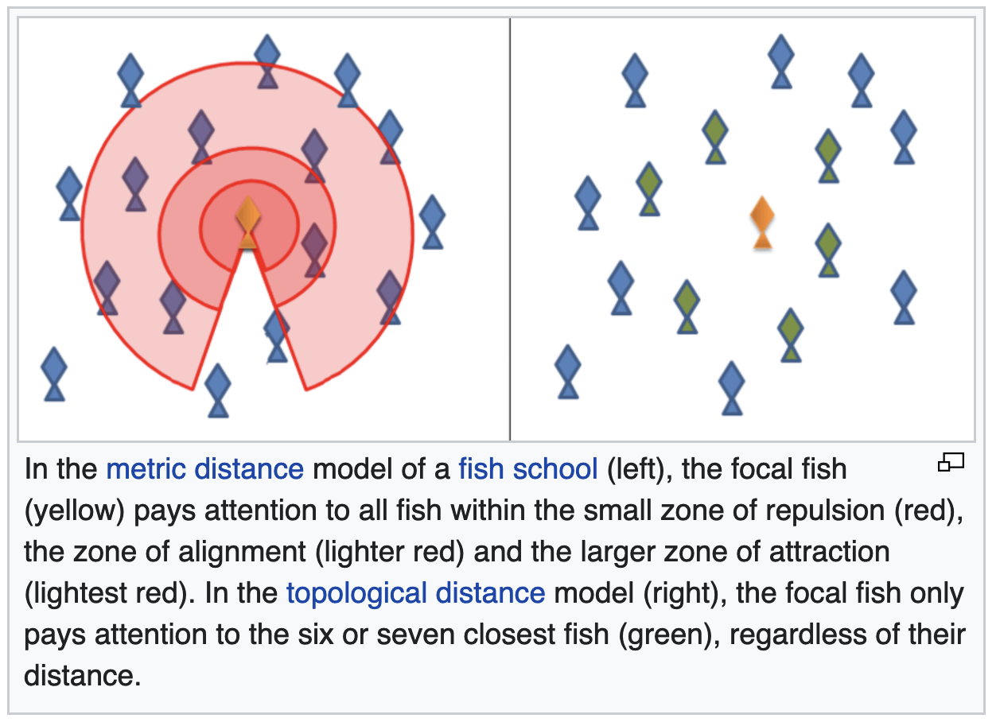 In the metric distance model of a fish school (left), the focal fish
(yellow) pays attention to all fish within the small zone of repulsion (red),
the zone of alignment (lighter red) and the larger zone of attraction
(lightest red). In the topological distance model (right), the focal fish only
pays attention to the six or seven closest fish (green), regardless of their
distance.